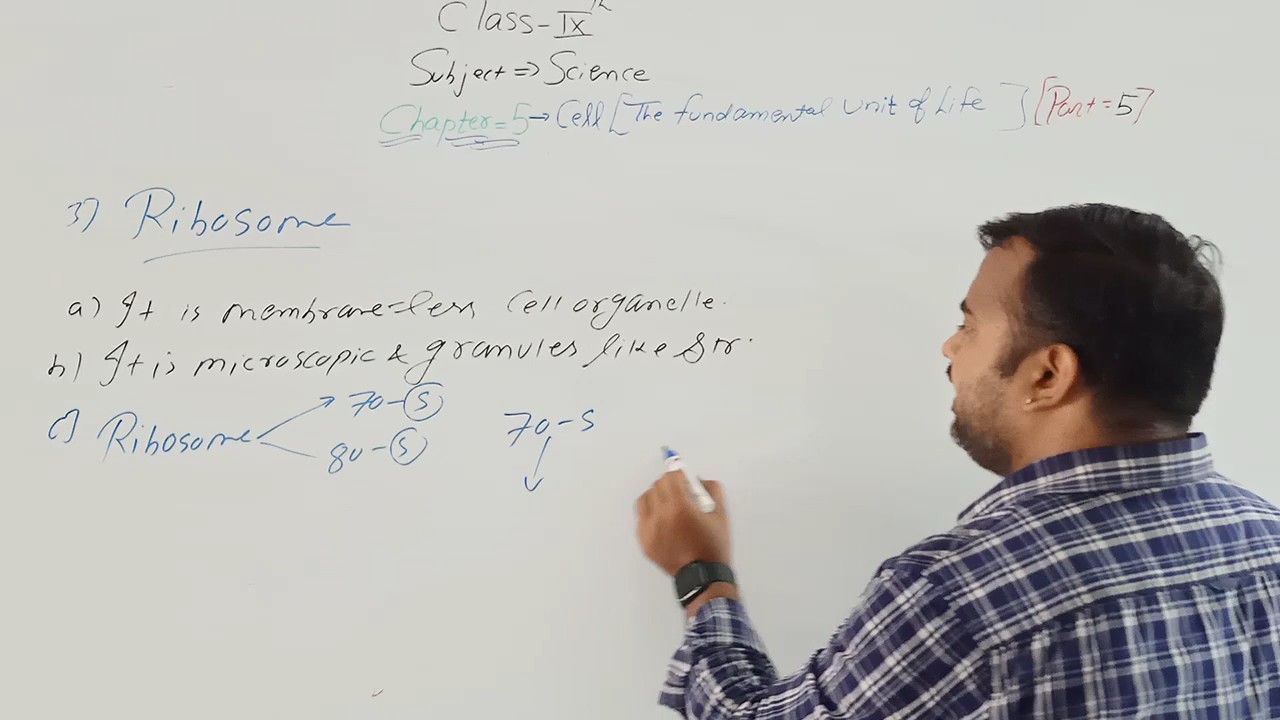 Class-IXth
Subject ⇒ Science
Chapter=5 → Cell [The fundamental unit of Life] [Part=5]
3) Ribosome
a) It is membrane=less Cell organelle.
b) It is microscopic & granules like Str.
c) Ribosome
70-S
80-S
70-S